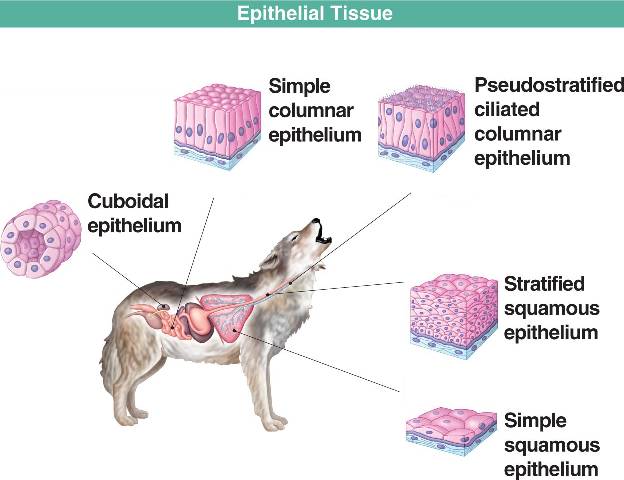 Epithelial Tissue
Simple
columnar
epithelium
Pseudostratified
ciliated
columnar
epithelium
Cuboidal
epithelium
Stratified
squamous
epithelium
Simple
squamous
epithelium